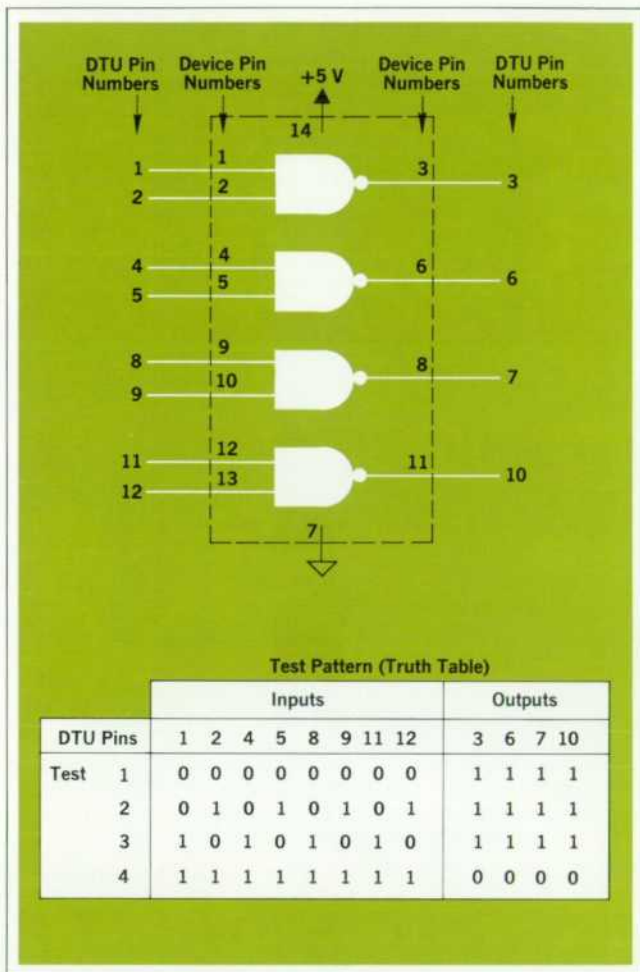 DTU Pin Numbers Device Pin Numbers +5 V Device Pin Numbers DTU Pin Numbers
14
1 1 3 3
2 2
4 4 6 6
5 5
8 9 8 7
9 10
11 12 11 10
12 13
7
Test Pattern (Truth Table)
Inputs Outputs
DTU Pins 1 2 4 5 8 9 11 12 3 6 7 10
Test 1 0 0 0 0 0 0 0 0 1 1 1 1
2 0 1 0 1 0 1 0 1 1 1 1 1
3 1 0 1 0 1 0 1 0 1 1 1 1
4 1 1 1 1 1 1 1 1 0 0 0 0